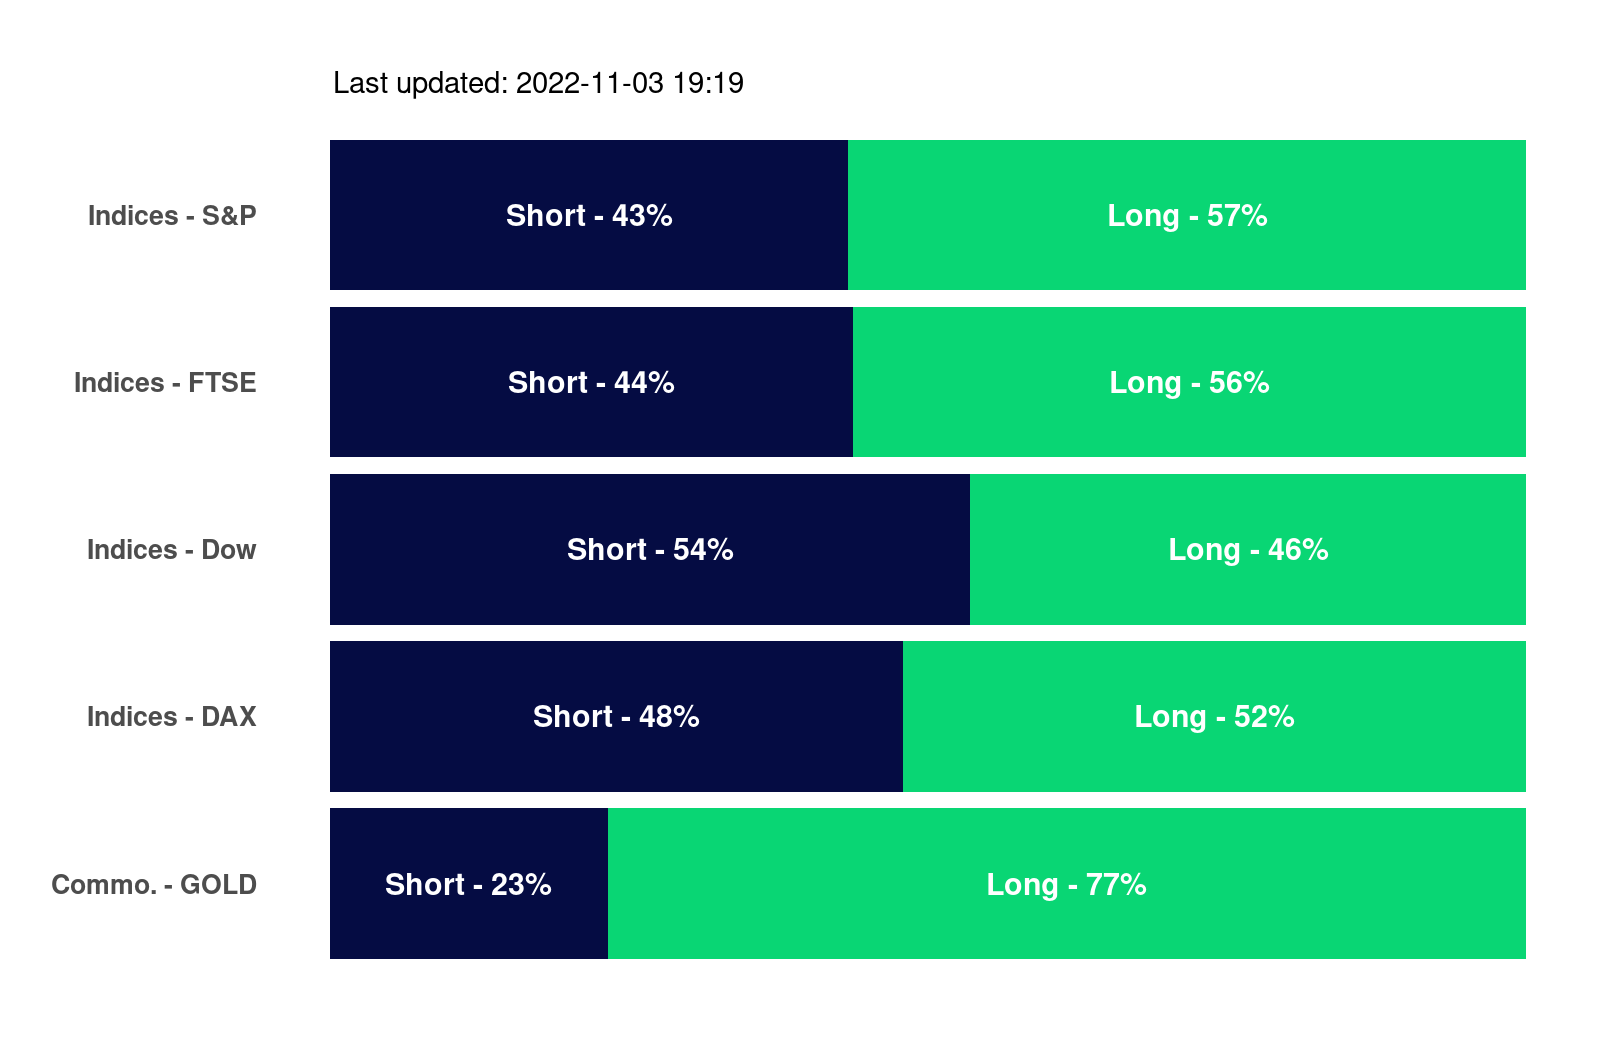 Last updated: 2022-11-03 19:19
Indices - S&P Short - 43% Long - 57%
Indices - FTSE Short - 44% Long - 56%
Indices - Dow Short - 54% Long - 46%
Indices - DAX Short - 48% Long - 52%
Commo. - GOLD Short - 23% Long - 77%